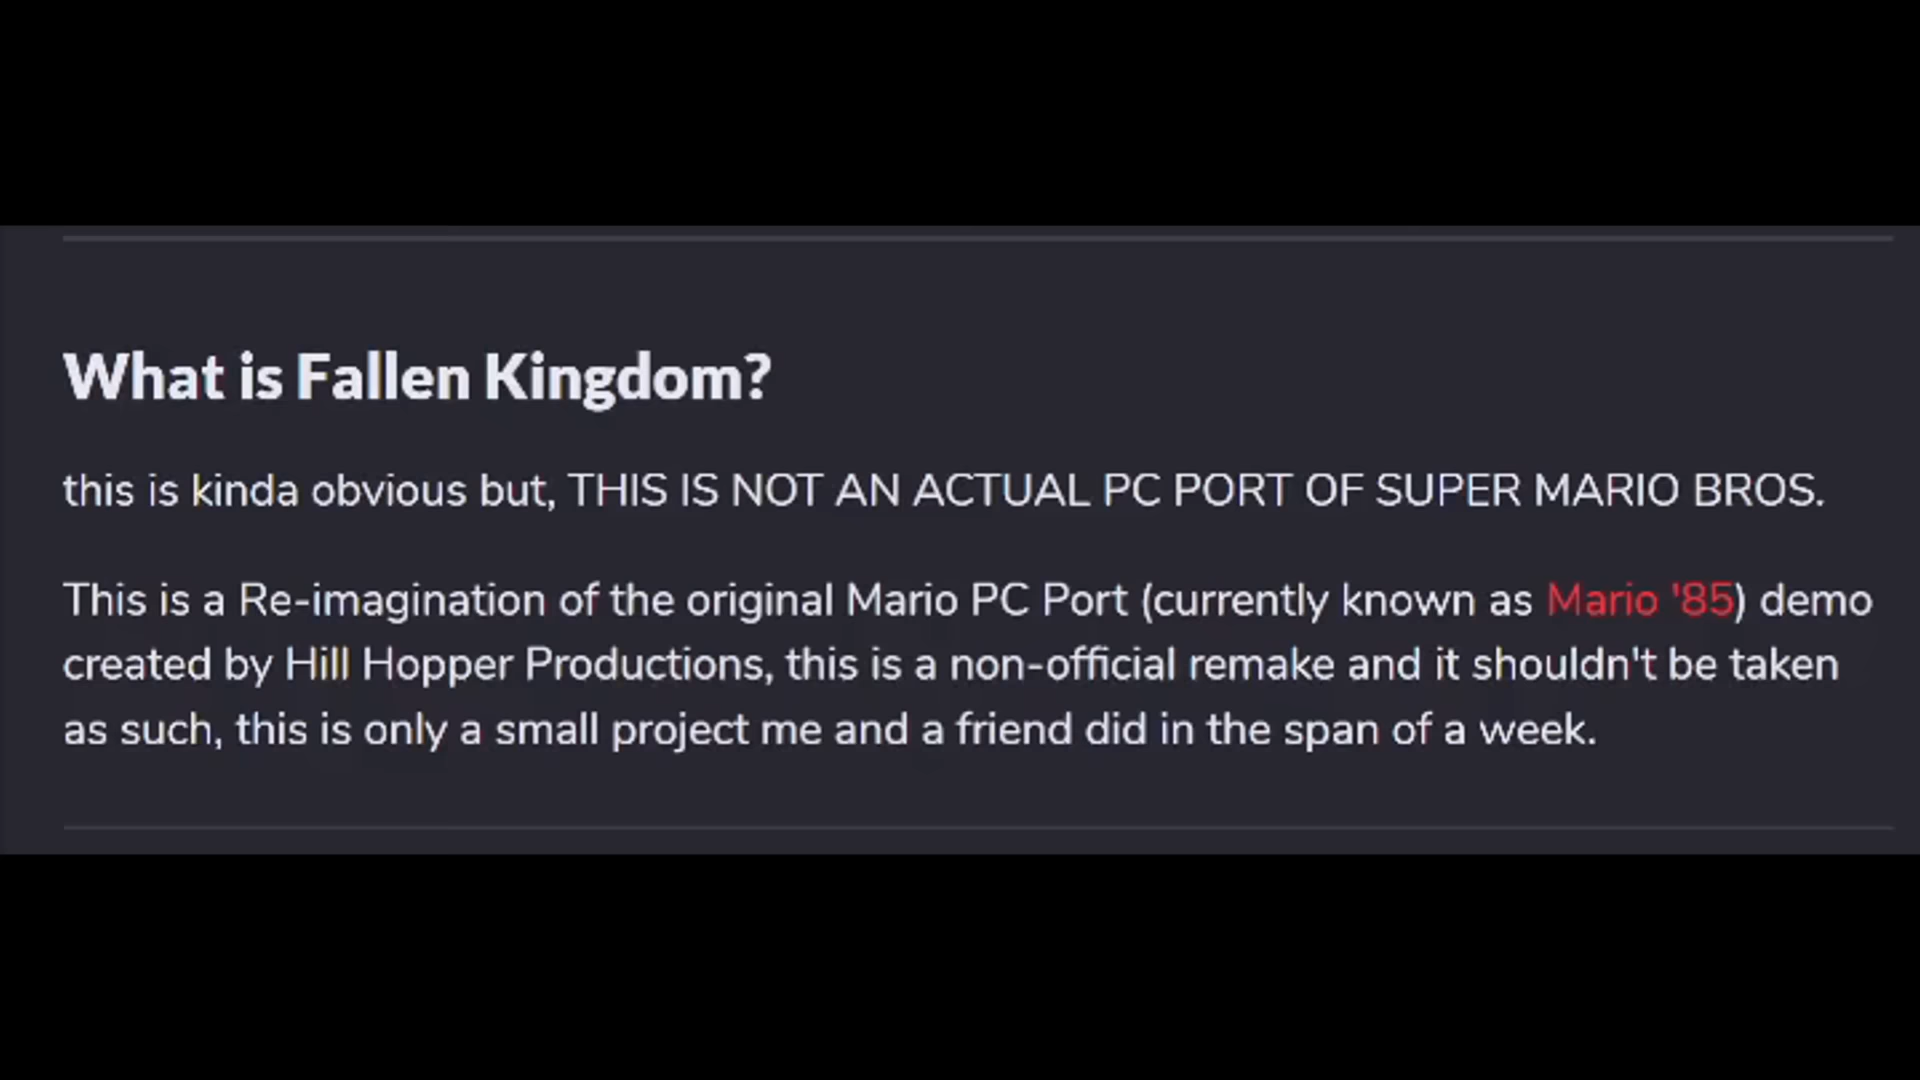 What is Fallen Kingdom?
this is kinda obvious but, THIS IS NOT AN ACTUAL PC PORT OF SUPER MARIO BROS.
This is a Re-imagination of the original Mario PC Port (currently known as Mario '85) demo
created by Hill Hopper Productions, this is a non-official remake and it shouldn't be taken
as such, this is only a small project me and a friend did in the span of a week.